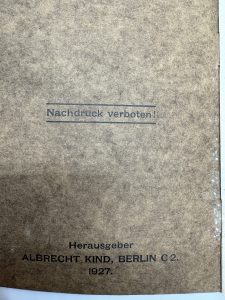 Nachdruck verboten!
Herausgeber
ALBRECHT KIND, BERLIN C 2.
1927.